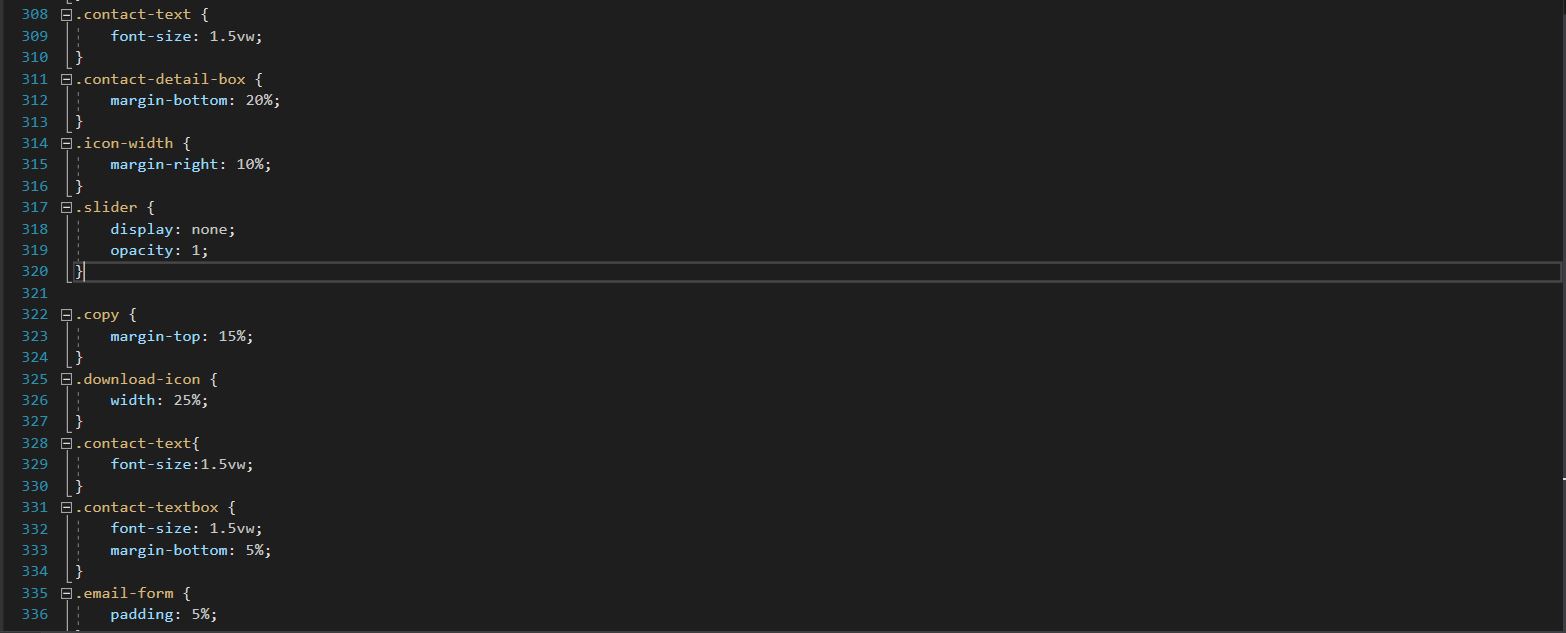 308 .contact-text {
309 font-size: 1.5vw;
310 }
311 .contact-detail-box {
312 margin-bottom: 20%;
313 }
314 .icon-width {
315 margin-right: 10%;
316 }
317 .slider {
318 display: none;
319 opacity: 1;
320 }
321
322 .copy {
323 margin-top: 15%;
324 }
325 .download-icon {
326 width: 25%;
327 }
328 .contact-text{
329 font-size:1.5vw;
330 }
331 .contact-textbox {
332 font-size: 1.5vw;
333 margin-bottom: 5%;
334 }
335 .email-form {
336 padding: 5%;